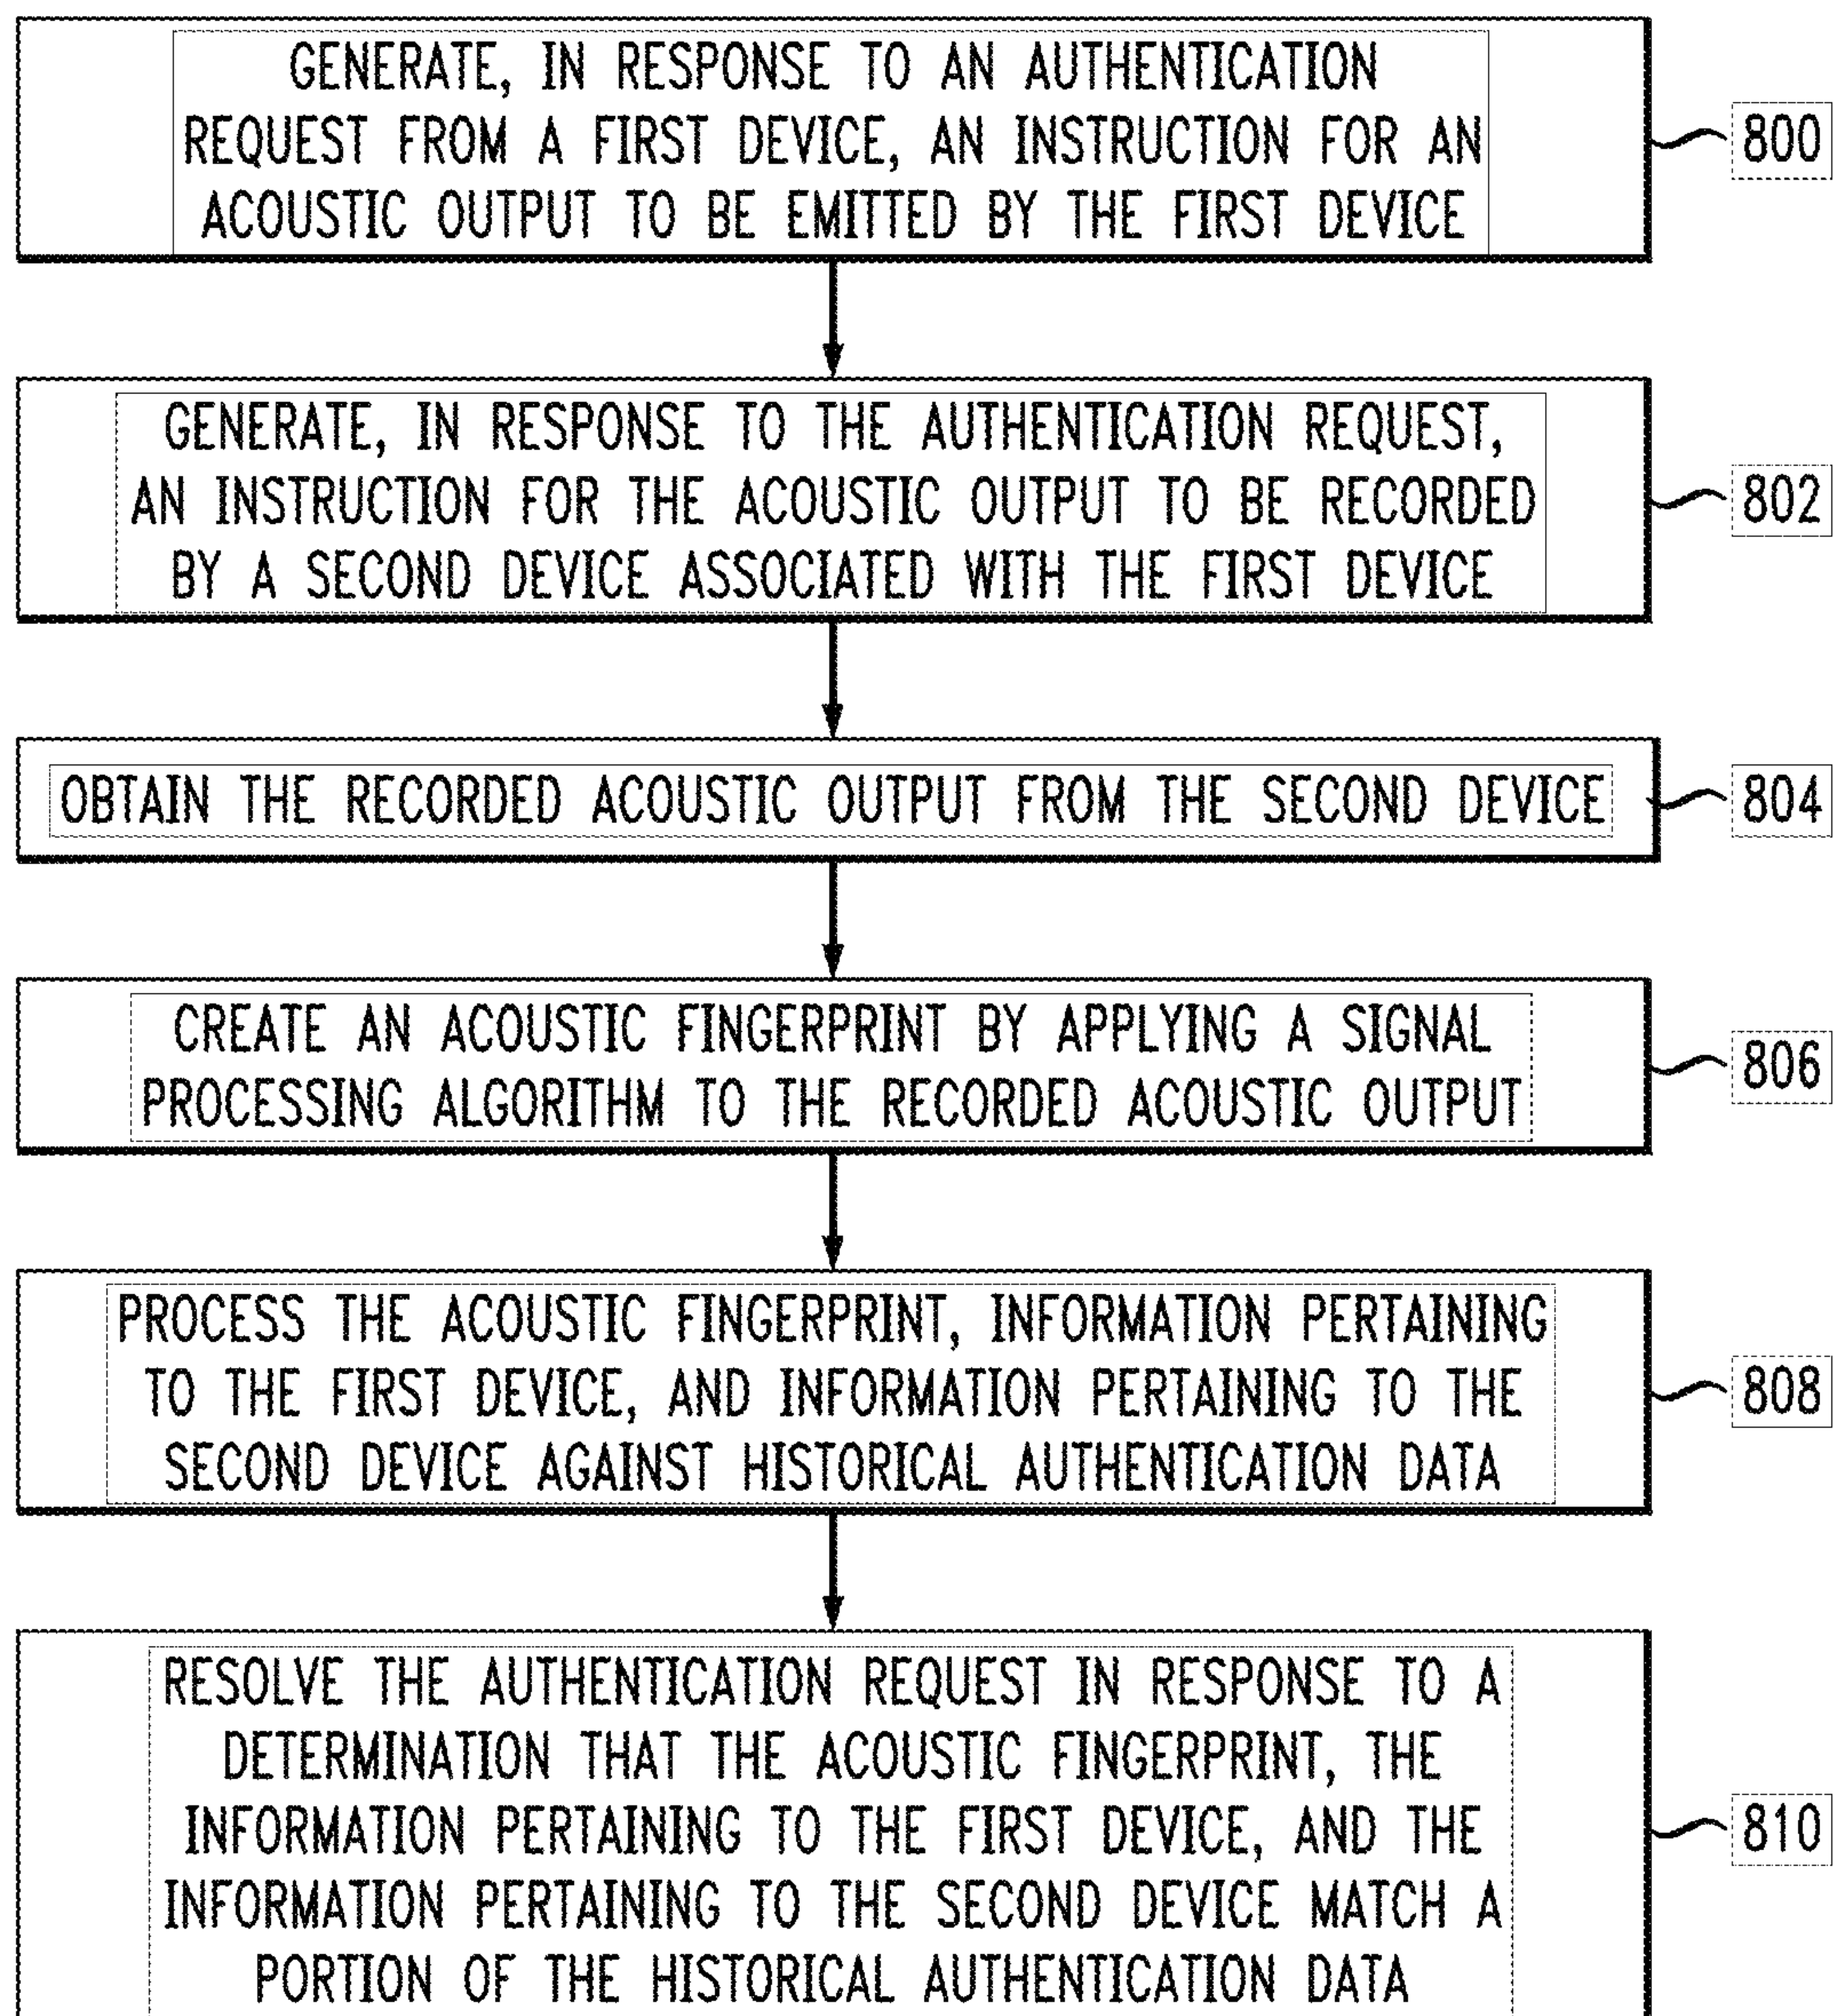 GENERATE, IN RESPONSE TO AN AUTHENTICATION
REQUEST FROM A FIRST DEVICE, AN INSTRUCTION FOR AN
ACOUSTIC OUTPUT TO BE EMITTED BY THE FIRST DEVICE
800
GENERATE, IN RESPONSE TO THE AUTHENTICATION REQUEST,
AN INSTRUCTION FOR THE ACOUSTIC OUTPUT TO BE RECORDED
BY A SECOND DEVICE ASSOCIATED WITH THE FIRST DEVICE
802
OBTAIN THE RECORDED ACOUSTIC OUTPUT FROM THE SECOND DEVICE
804
CREATE AN ACOUSTIC FINGERPRINT BY APPLYING A SIGNAL
PROCESSING ALGORITHM TO THE RECORDED ACOUSTIC OUTPUT
806
PROCESS THE ACOUSTIC FINGERPRINT, INFORMATION PERTAINING
TO THE FIRST DEVICE, AND INFORMATION PERTAINING TO THE
SECOND DEVICE AGAINST HISTORICAL AUTHENTICATION DATA
808
RESOLVE THE AUTHENTICATION REQUEST IN RESPONSE TO A
DETERMINATION THAT THE ACOUSTIC FINGERPRINT, THE
INFORMATION PERTAINING TO THE FIRST DEVICE, AND THE
INFORMATION PERTAINING TO THE SECOND DEVICE MATCH A
PORTION OF THE HISTORICAL AUTHENTICATION DATA
810